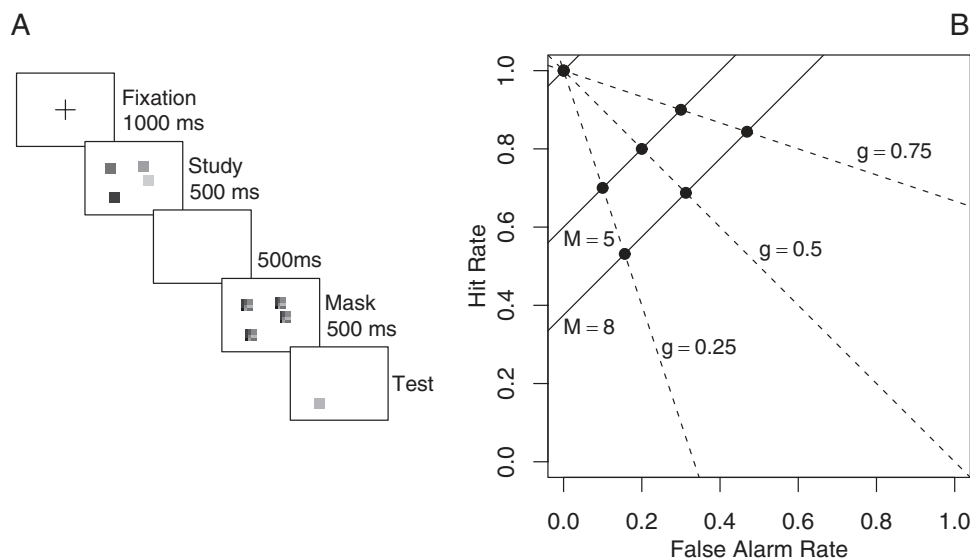 A
Fixation
1000 ms
Study
500 ms
500ms
Mask
500 ms
Test
B
Hit Rate
1.0
0.8
0.6
0.4
0.2
0.0
g = 0.75
g = 0.5
g = 0.25
M = 5
M = 8
0.0 0.2 0.4 0.6 0.8 1.0
False Alarm Rate